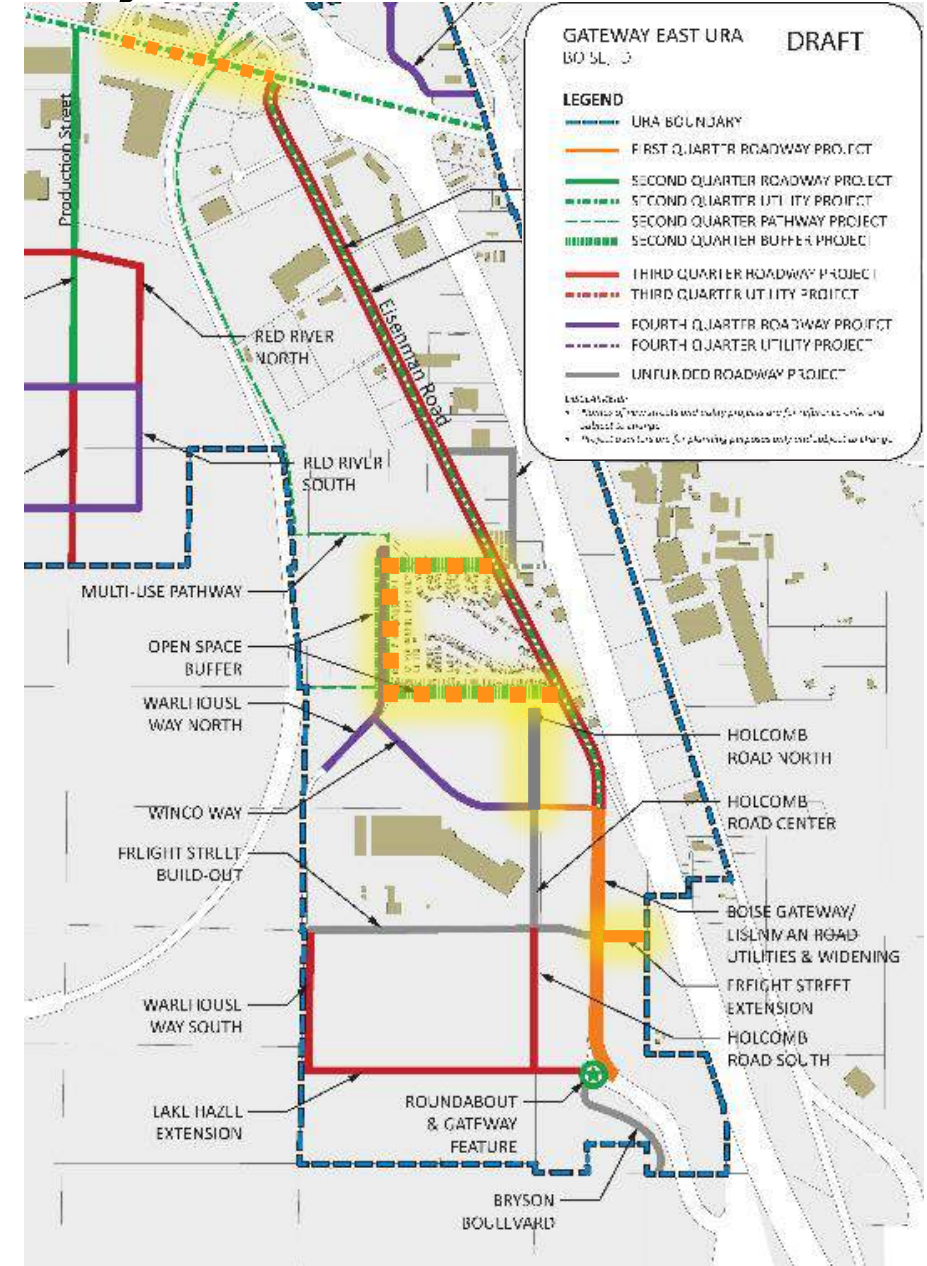 GATEWAY EAST URA
DRAFT
LEGEND
URA BOUNDARY
FIRST QUARTER ROADWAY PROJECT
SECOND QUARTER ROADWAY PROJECT
SECOND QUARTER UTILITY PROJECT
SECOND QUARTER PATHWAY PROJECT
SECOND QUARTER BUFFER PROJECT
THIRD QUARTER ROADWAY PROJECT
THIRD QUARTER UTILITY PROJECT
FOURTH QUARTER ROADWAY PROJECT
FOURTH QUARTER UTILITY PROJECT
UNFUNDED ROADWAY PROJECT
Production Street
Eisenman Road
RED RIVER
NORTH
RED RIVER
SOUTH
MULTI-USE PATHWAY
OPEN SPACE
BUFFER
WAREHOUSE
WAY NORTH
WINCO WAY
FREIGHT STREET
BUILD-OUT
WAREHOUSE
WAY SOUTH
LAKE HAZEL
EXTENSION
ROUNDABOUT
& GATEWAY
FEATURE
BRYSON
BOULEVARD
HOLCOMB
ROAD NORTH
HOLCOMB
ROAD CENTER
BOISE GATEWAY/
EISENMAN ROAD
UTILITIES & WIDENING
FREIGHT STREET
EXTENSION
HOLCOMB
ROAD SOUTH